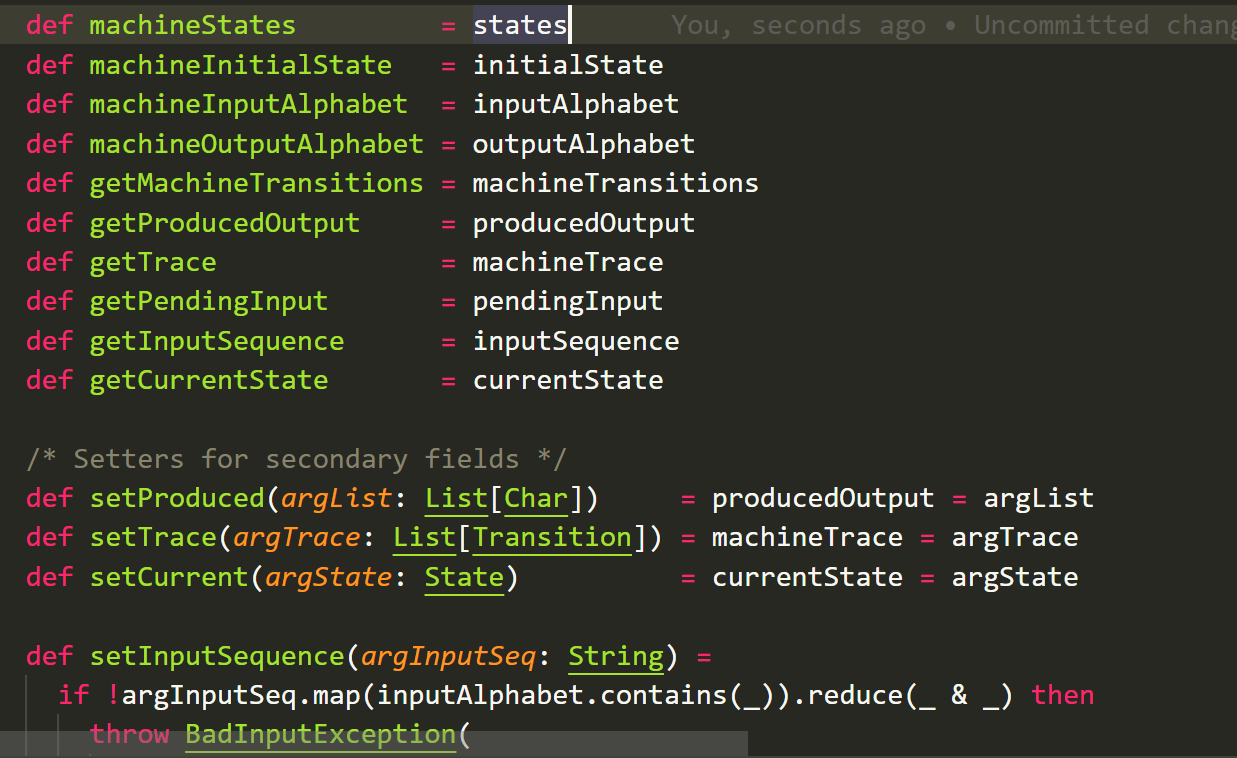 def machineStates         = states      You, seconds ago • Uncommitted chang
def machineInitialState   = initialState
def machineInputAlphabet  = inputAlphabet
def machineOutputAlphabet = outputAlphabet
def getMachineTransitions = machineTransitions
def getProducedOutput     = producedOutput
def getTrace              = machineTrace
def getPendingInput       = pendingInput
def getInputSequence      = inputSequence
def getCurrentState       = currentState
/* Setters for secondary fields */
def setProduced(argList: List[Char])     = producedOutput = argList
def setTrace(argTrace: List[Transition]) = machineTrace = argTrace
def setCurrent(argState: State)          = currentState = argState
def setInputSequence(argInputSeq: String) =
  if !argInputSeq.map(inputAlphabet.contains(_)).reduce(_ & _) then
    throw BadInputException(